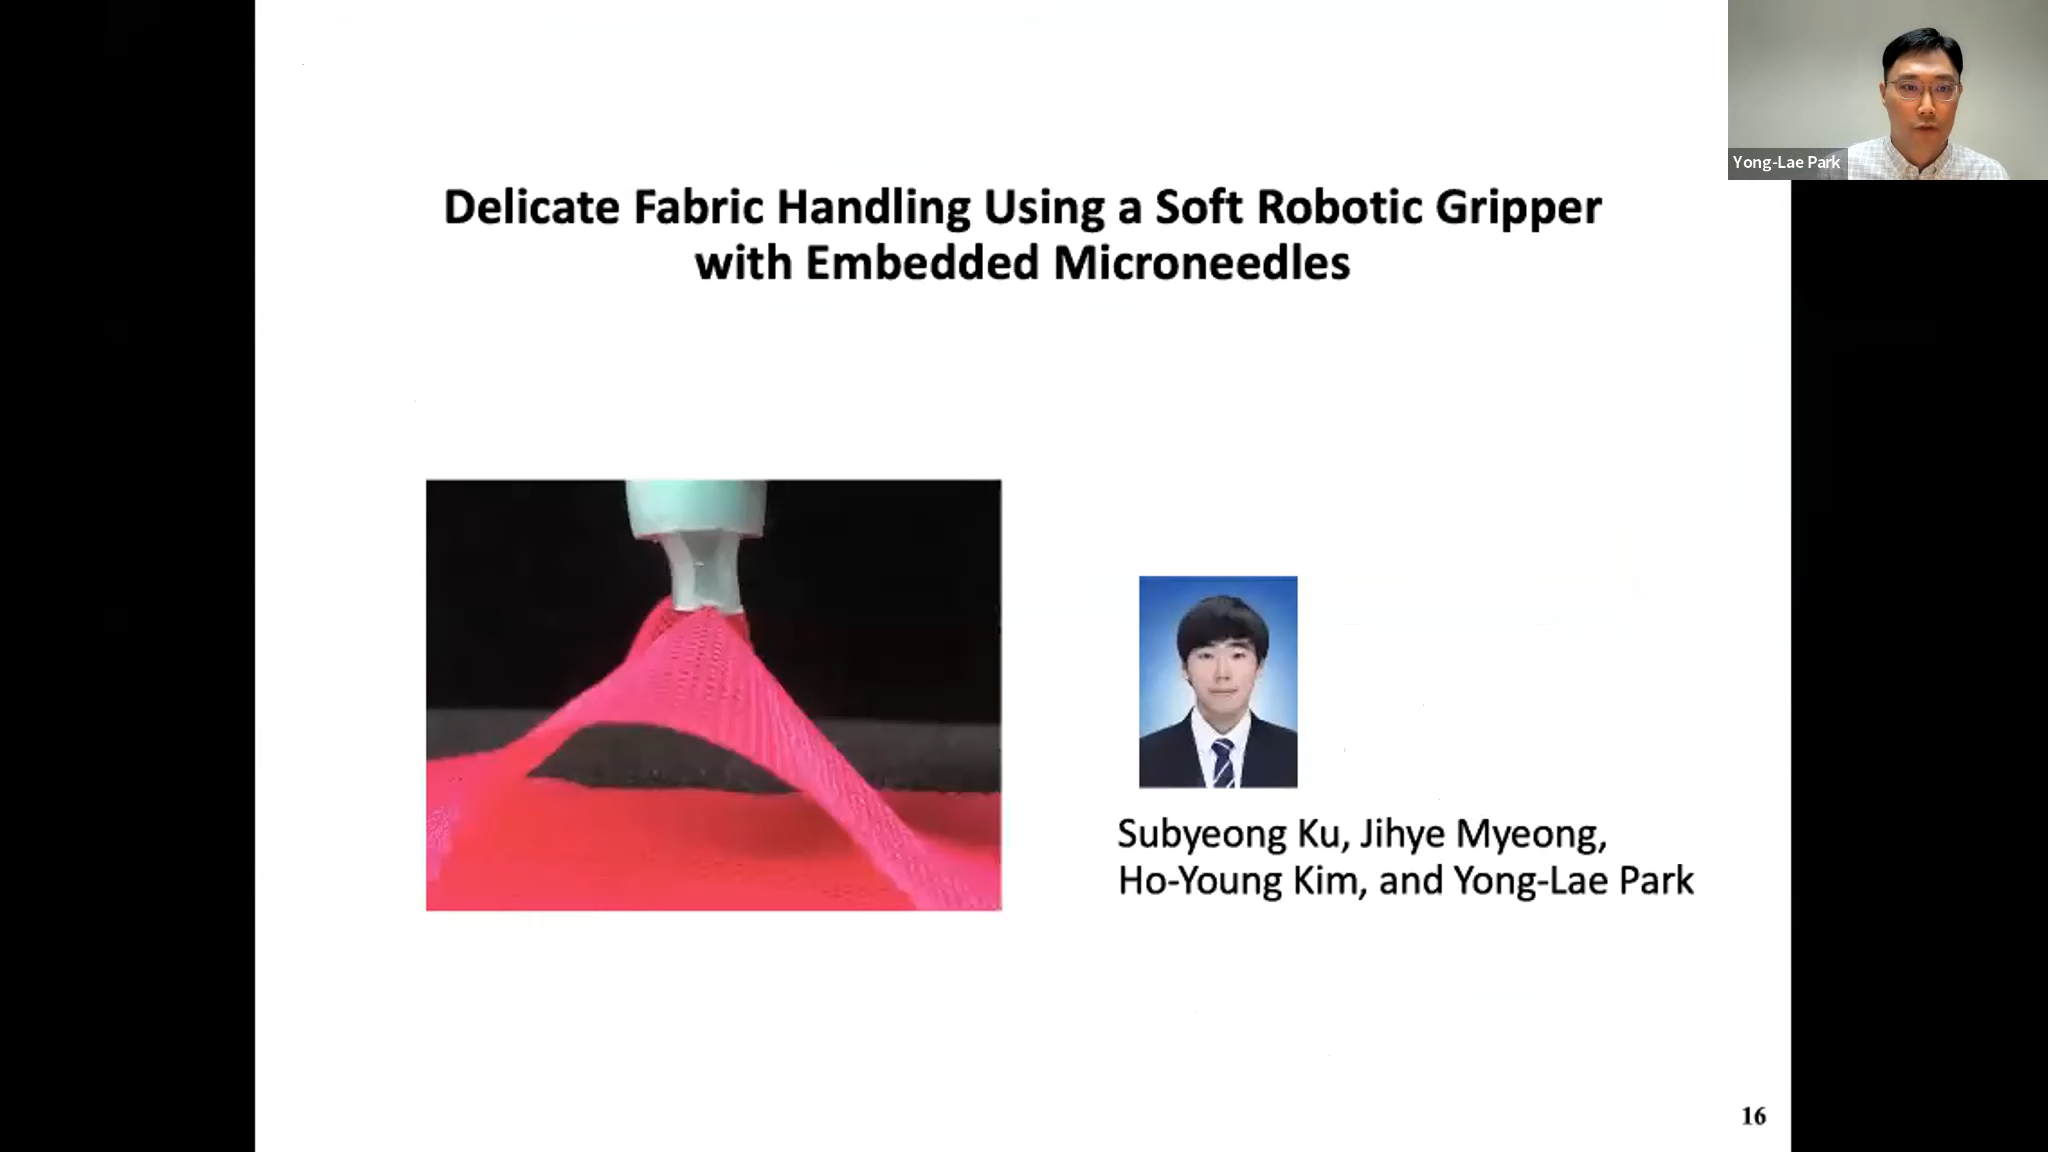 Yong-Lae Park
Delicate Fabric Handling Using a Soft Robotic Gripper
with Embedded Microneedles
Subyeong Ku, Jihye Myeong,
Ho-Young Kim, and Yong-Lae Park
16